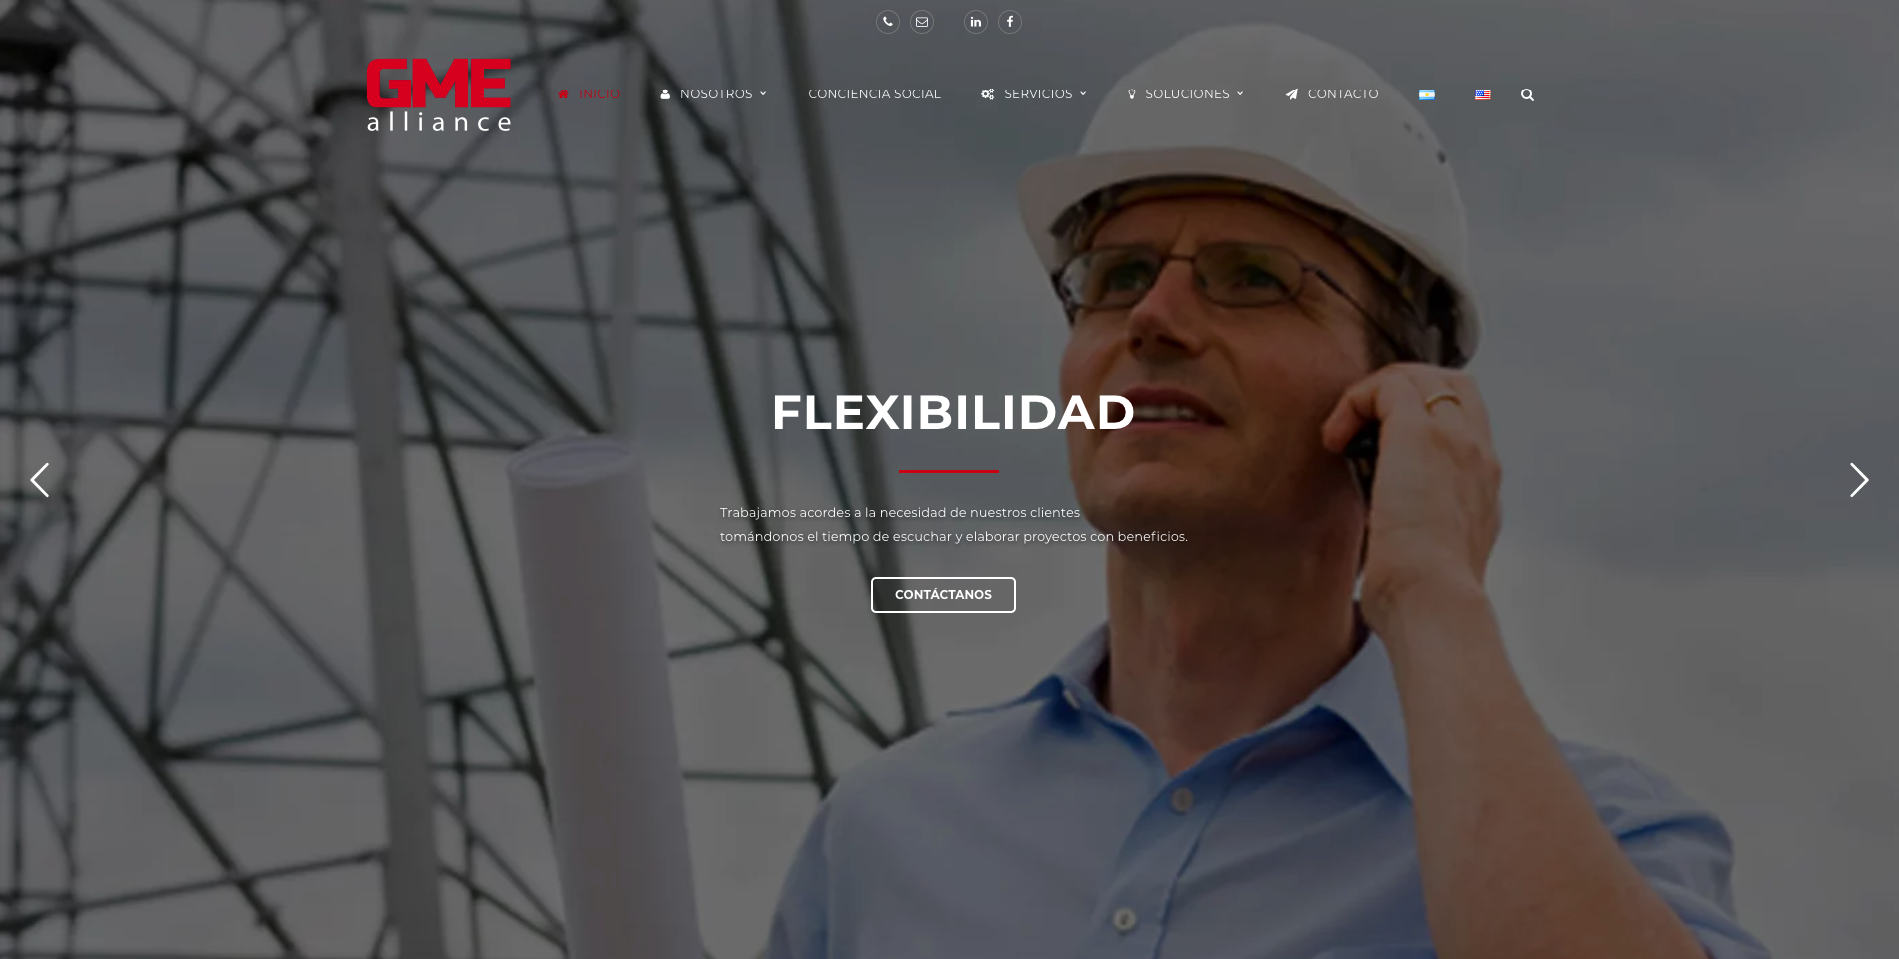 GME
alliance
INICIO
NOSOTROS
CONCIENCIA SOCIAL
SERVICIOS
SOLUCIONES
CONTACTO
FLEXIBILIDAD
Trabajamos acordes a la necesidad de nuestros clientes
tomándonos el tiempo de escuchar y elaborar proyectos con beneficios.
CONTÁCTANOS